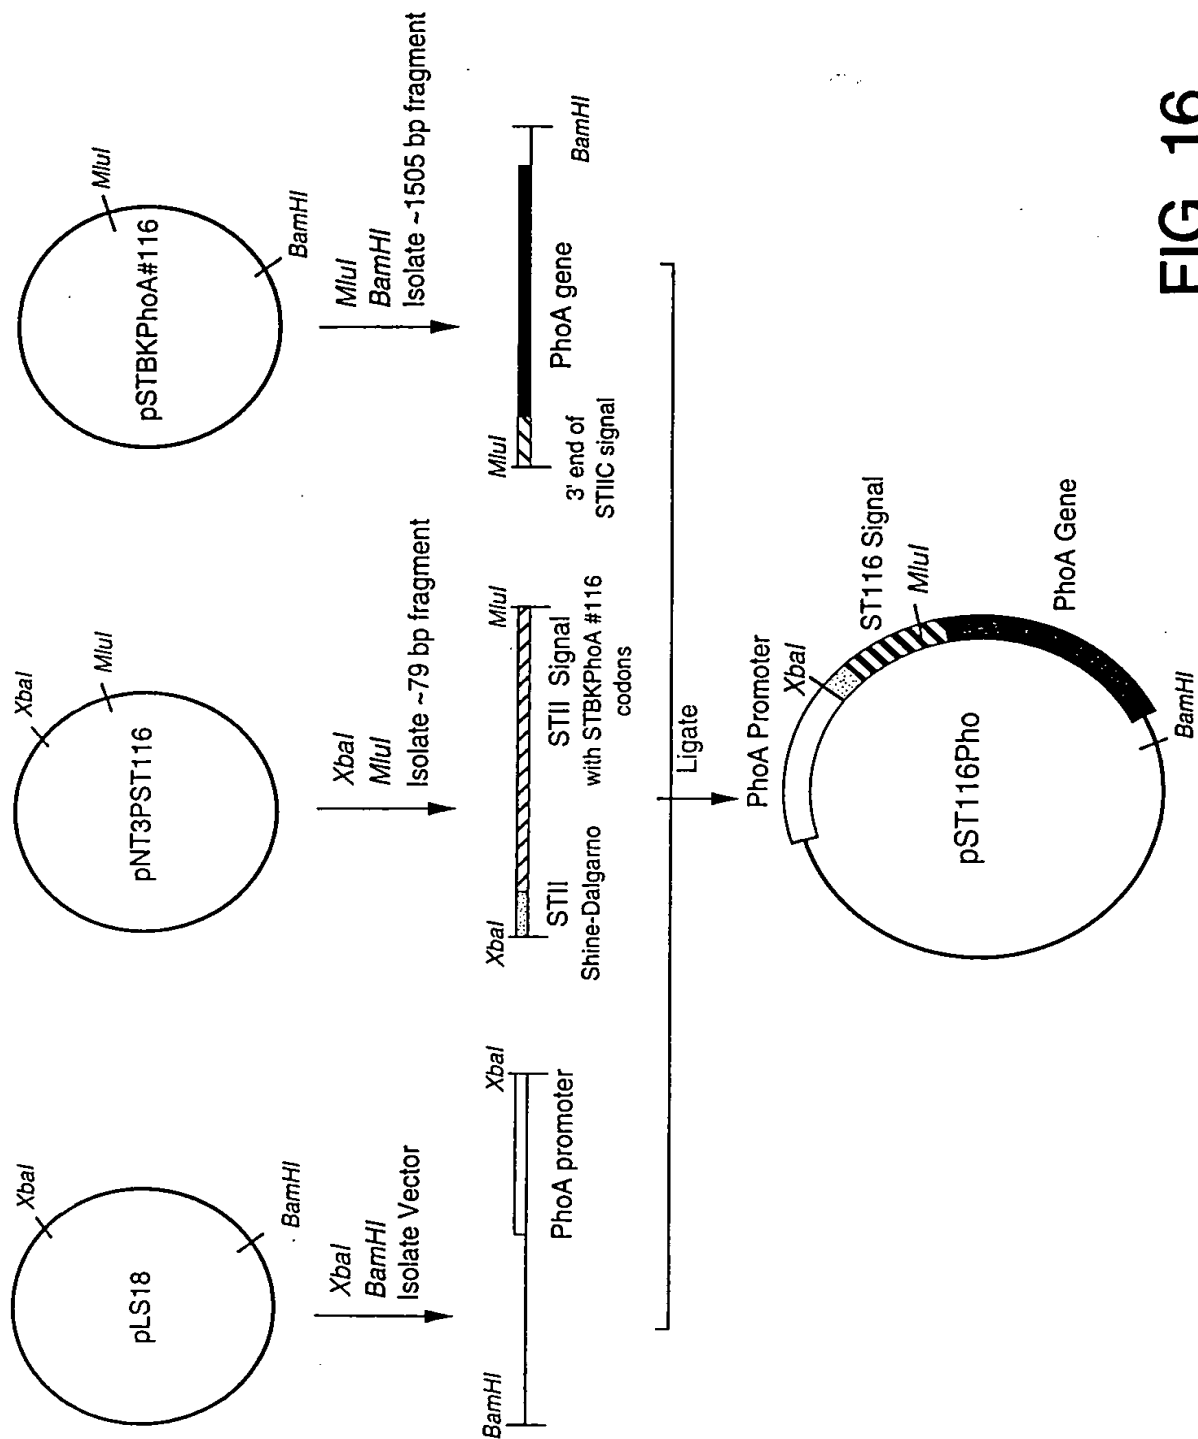 XbaI
pLS18
BamHI
XbaI
BamHI
Isolate Vector
BamHI
XbaI
PhoA promoter
XbaI
MluI
pNT3PST116
XbaI
MluI
Isolate ~79 bp fragment
XbaI
MluI
STII
Shine-Dalgarno
STII Signal
with STBKPhoA #116
codons
MluI
pSTBKPhoA#116
BamHI
MluI
BamHI
Isolate ~1505 bp fragment
MluI
BamHI
3' end of
STIIC signal
PhoA gene
Ligate
PhoA Promoter
XbaI
ST116 Signal
MluI
PhoA Gene
BamHI
pST116Pho
FIG. 16